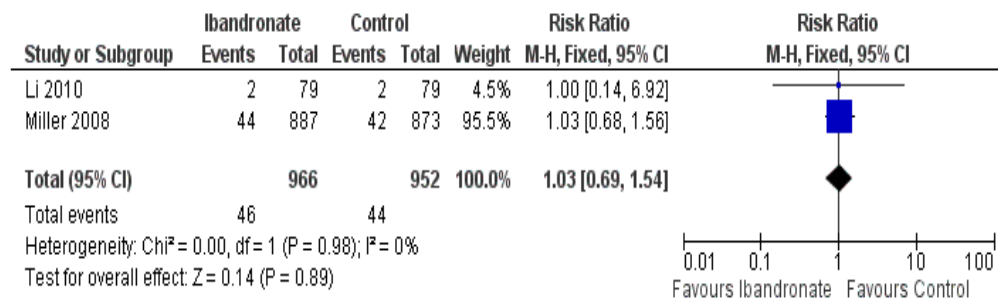 Ibandronate Control Risk Ratio Risk Ratio
Study or Subgroup Events Total Events Total Weight M-H, Fixed, 95% CI M-H, Fixed, 95% CI
Li 2010 2 79 2 79 4.5% 1.00 [0.14, 6.92]
Miller 2008 44 887 42 873 95.5% 1.03 [0.68, 1.56]
Total (95% CI) 966 952 100.0% 1.03 [0.69, 1.54]
Total events 46 44
Heterogeneity: Chi² = 0.00, df = 1 (P = 0.98); I² = 0%
Test for overall effect: Z = 0.14 (P = 0.89)
0.01 0.1 1 10 100
Favours Ibandronate Favours Control